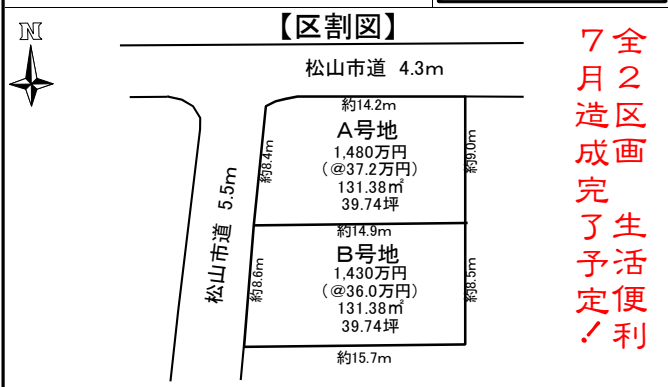 【区割図】
N
松山市道 4.3m
約14.2m
A号地
1,480万円
(@37.2万円)
131.38㎡
39.74坪
約8.4m
約9.0m
松山市道 5.5m
約14.9m
B号地
1,430万円
(@36.0万円)
131.38㎡
39.74坪
約8.6m
約8.5m
約15.7m
全2区画 生活便利
7月造成完了予定!